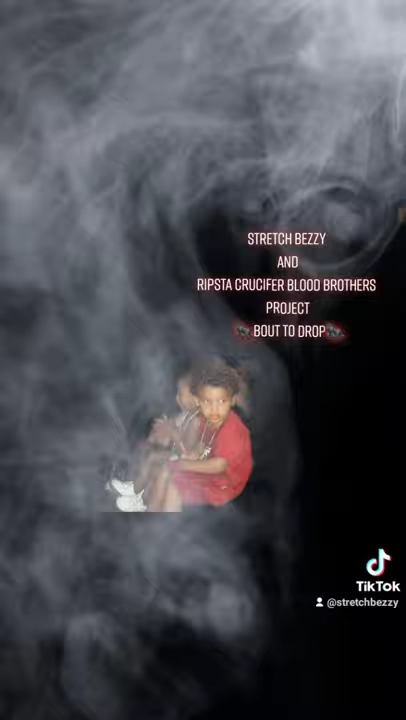 STRETCH BEZZY
AND
RIPSTA CRUCIFER BLOOD BROTHERS
PROJECT
BOUT TO DROP
TikTok
@stretchbezzy